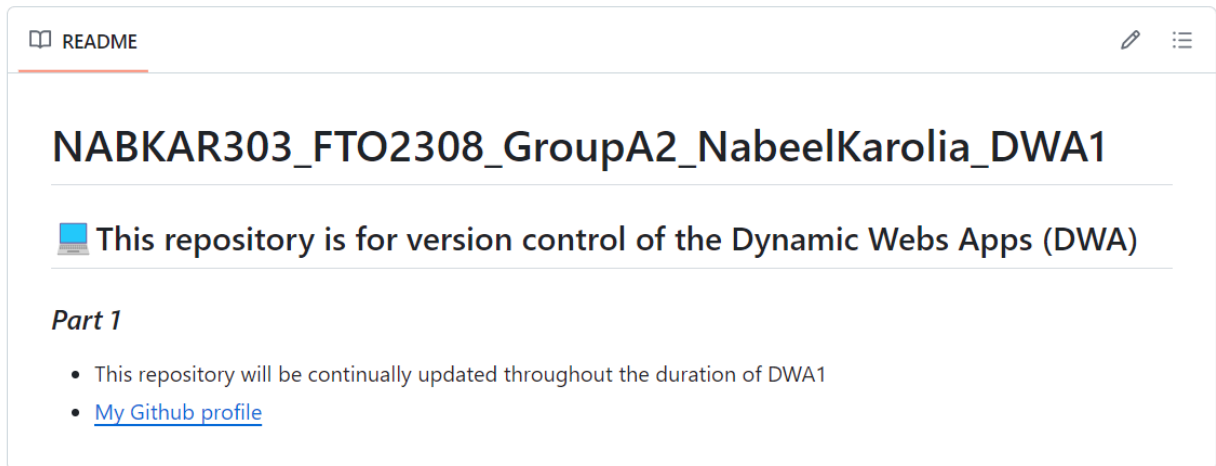 README
NABKAR303_FTO2308_GroupA2_NabeelKarolia_DWA1
💻This repository is for version control of the Dynamic Webs Apps (DWA)
Part 1
• This repository will be continually updated throughout the duration of DWA1
• My Github profile